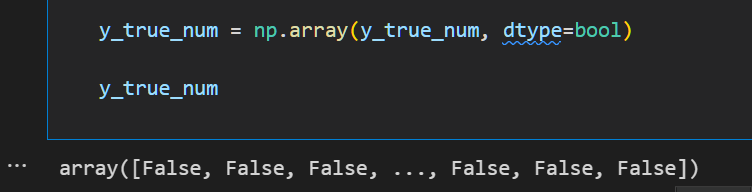 y_true_num = np.array(y_true_num, dtype=bool)
y_true_num
... array([False, False, False, ..., False, False, False])